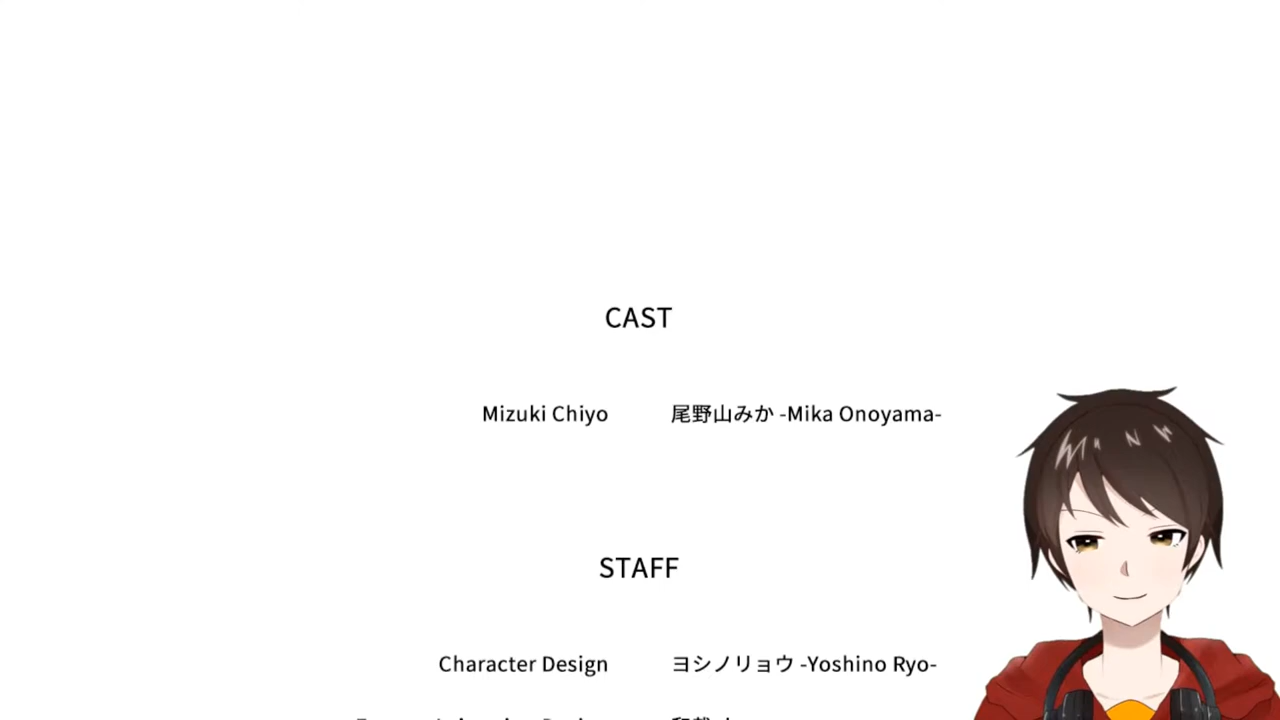 CAST
Mizuki Chiyo 尾野山みか -Mika Onoyama-
STAFF
Character Design ヨシノリョウ -Yoshino Ryo-